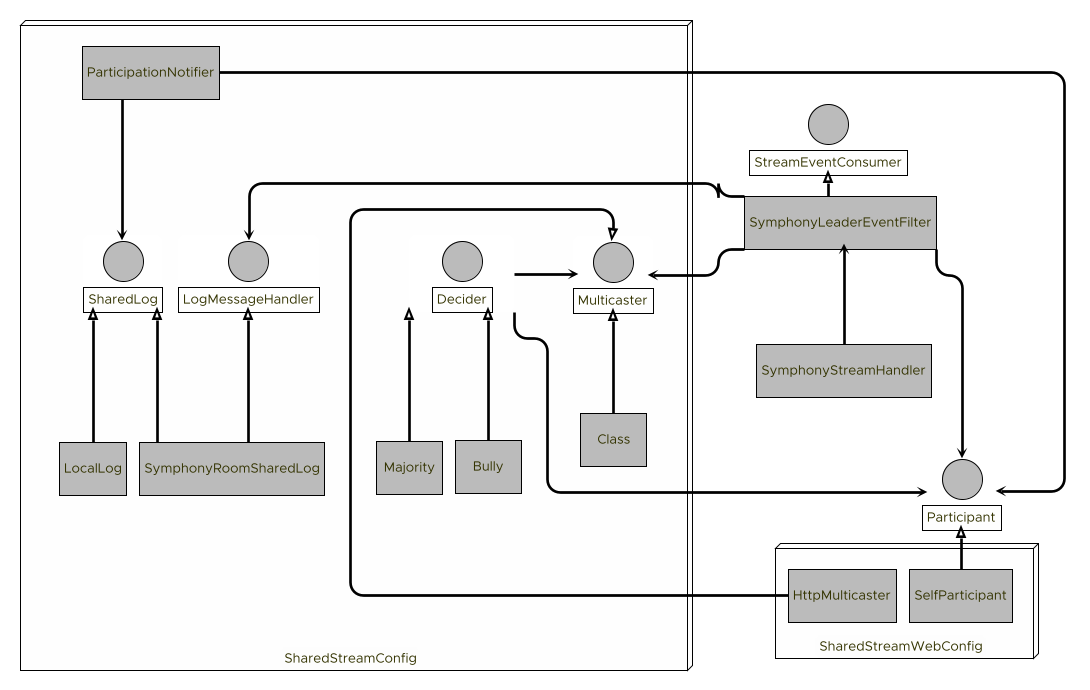 ParticipationNotifier
StreamEventConsumer
SymphonyLeaderEventFilter
SharedLog
LogMessageHandler
Decider
Multicaster
SymphonyStreamHandler
LocalLog
SymphonyRoomSharedLog
Majority
Bully
Class
Participant
HttpMulticaster
SelfParticipant
SharedStreamWebConfig
SharedStreamConfig